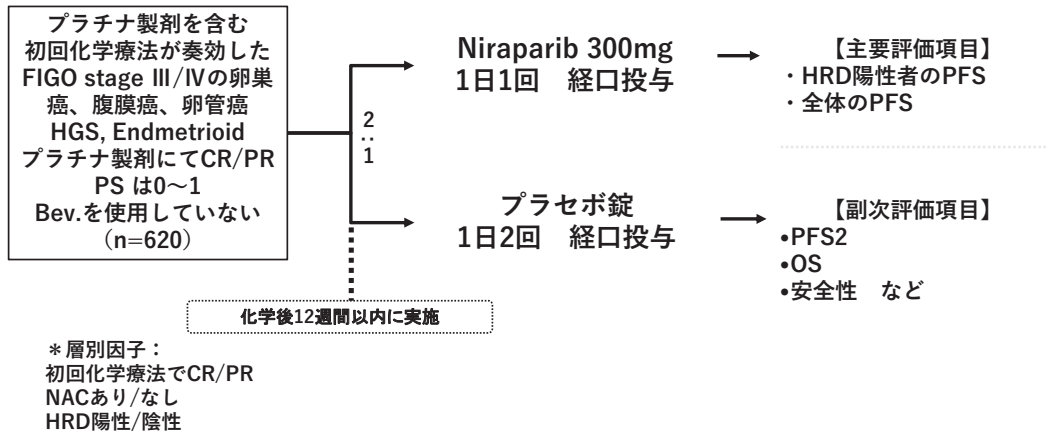 プラチナ製剤を含む
初回化学療法が奏効した
FIGO stage Ⅲ/Ⅳの卵巣
癌、腹膜癌、卵管癌
HGS, Endmetrioid
プラチナ製剤にてCR/PR
PS は0～1
Bev.を使用していない
（n=620）
2
:
1
Niraparib 300mg
1日1回　経口投与
プラセボ錠
1日2回　経口投与
【主要評価項目】
・HRD陽性者のPFS
・全体のPFS
【副次評価項目】
•PFS2
•OS
•安全性　など
化学後12週間以内に実施
＊層別因子：
初回化学療法でCR/PR
NACあり/なし
HRD陽性/陰性